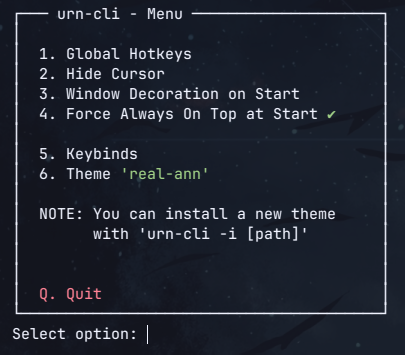 urn-cli - Menu
1. Global Hotkeys
2. Hide Cursor
3. Window Decoration on Start
4. Force Always On Top at Start ✔
5. Keybinds
6. Theme 'real-ann'
NOTE: You can install a new theme
with 'urn-cli -i [path]'
Q. Quit
Select option: